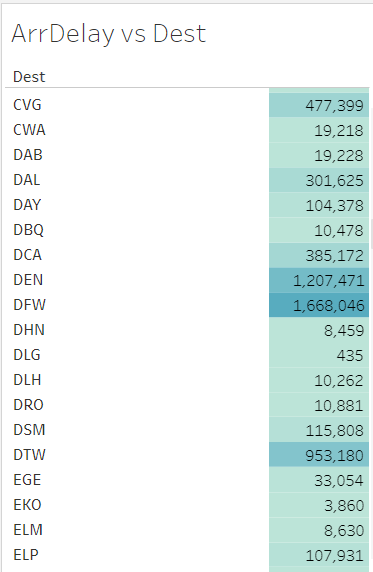 ArrDelay vs Dest
Dest
CVG 477,399
CWA 19,218
DAB 19,228
DAL 301,625
DAY 104,378
DBQ 10,478
DCA 385,172
DEN 1,207,471
DFW 1,668,046
DHN 8,459
DLG 435
DLH 10,262
DRO 10,881
DSM 115,808
DTW 953,180
EGE 33,054
EKO 3,860
ELM 8,630
ELP 107,931